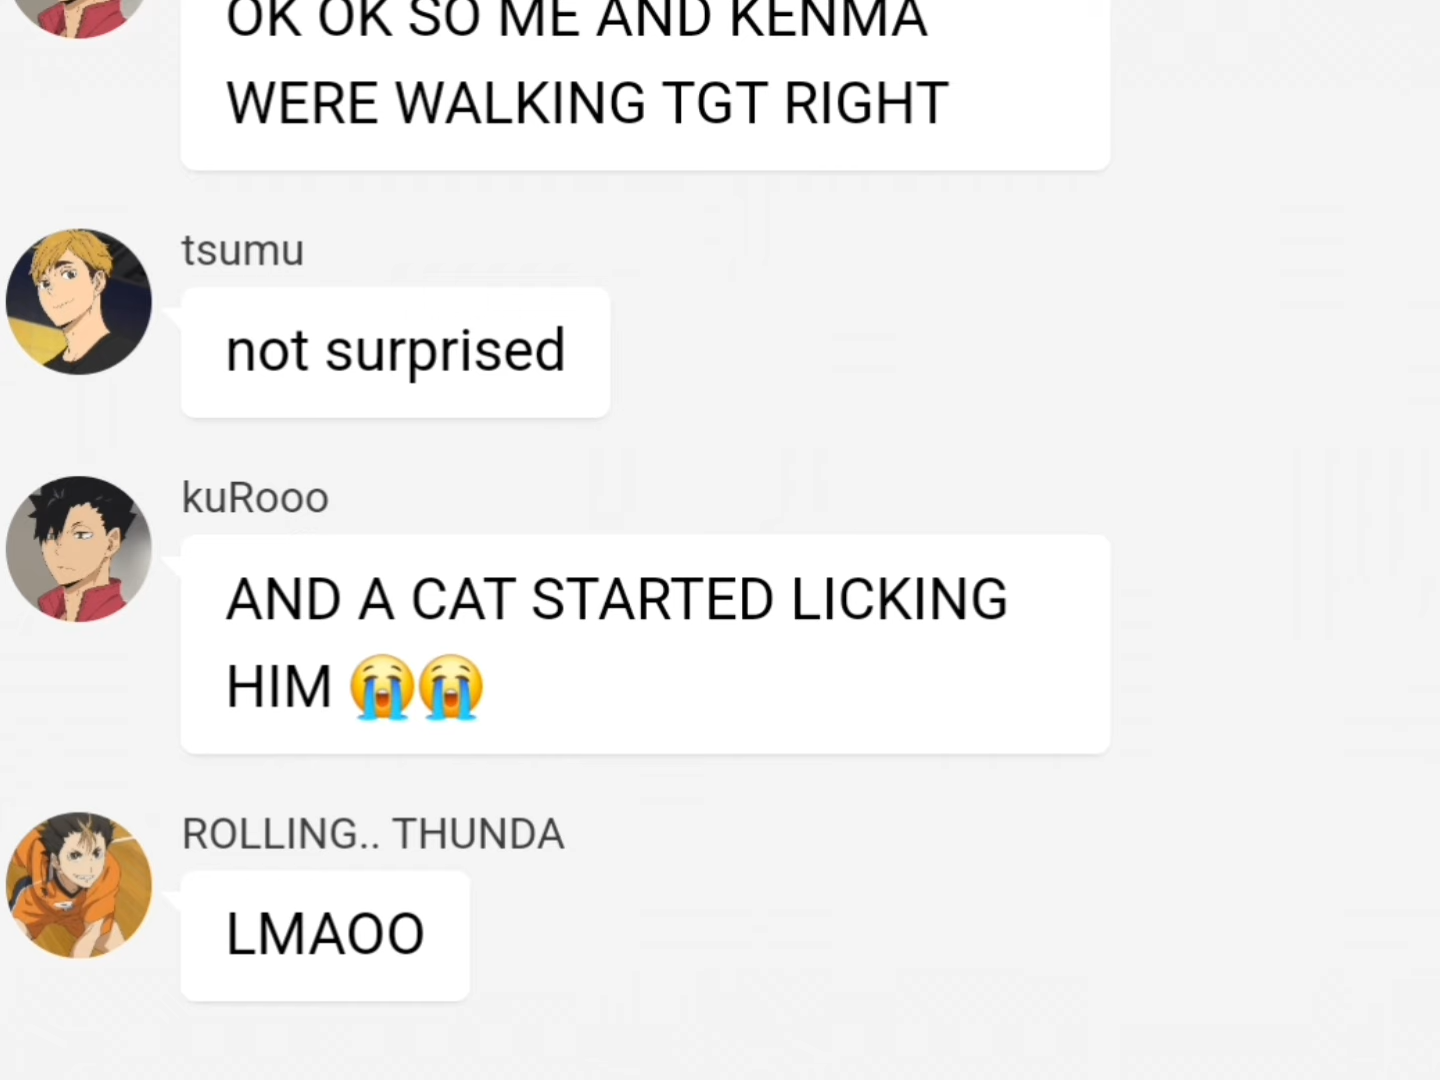 OK OK SO ME AND KENMA
WERE WALKING TGT RIGHT
tsumu
not surprised
kuRooo
AND A CAT STARTED LICKING
HIM 😭😭
ROLLING.. THUNDA
LMAOO